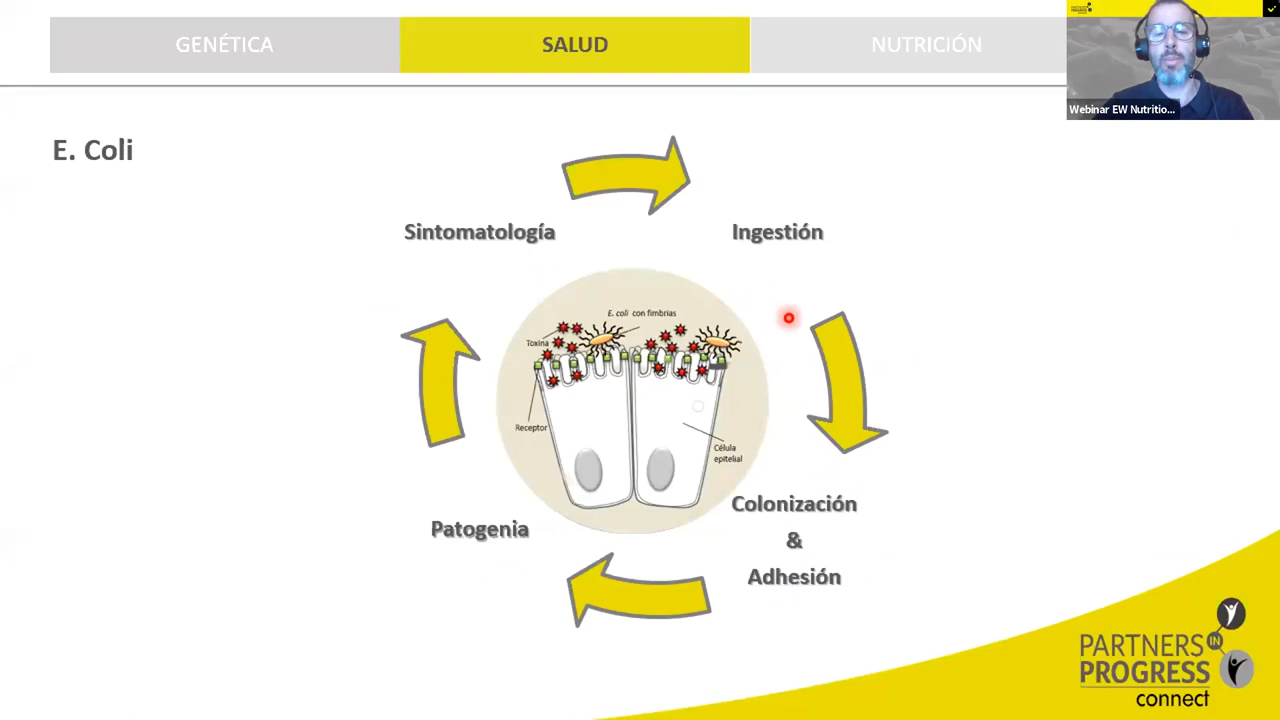 GENÉTICA
SALUD
NUTRICIÓN
Webinar EW Nutritio...
E. Coli
Sintomatología
Ingestión
E. coli con fimbrias
Toxina
Receptor
Célula
epitelial
Patogenia
Colonización
&
Adhesión
PARTNERS
IN
PROGRESS
connect